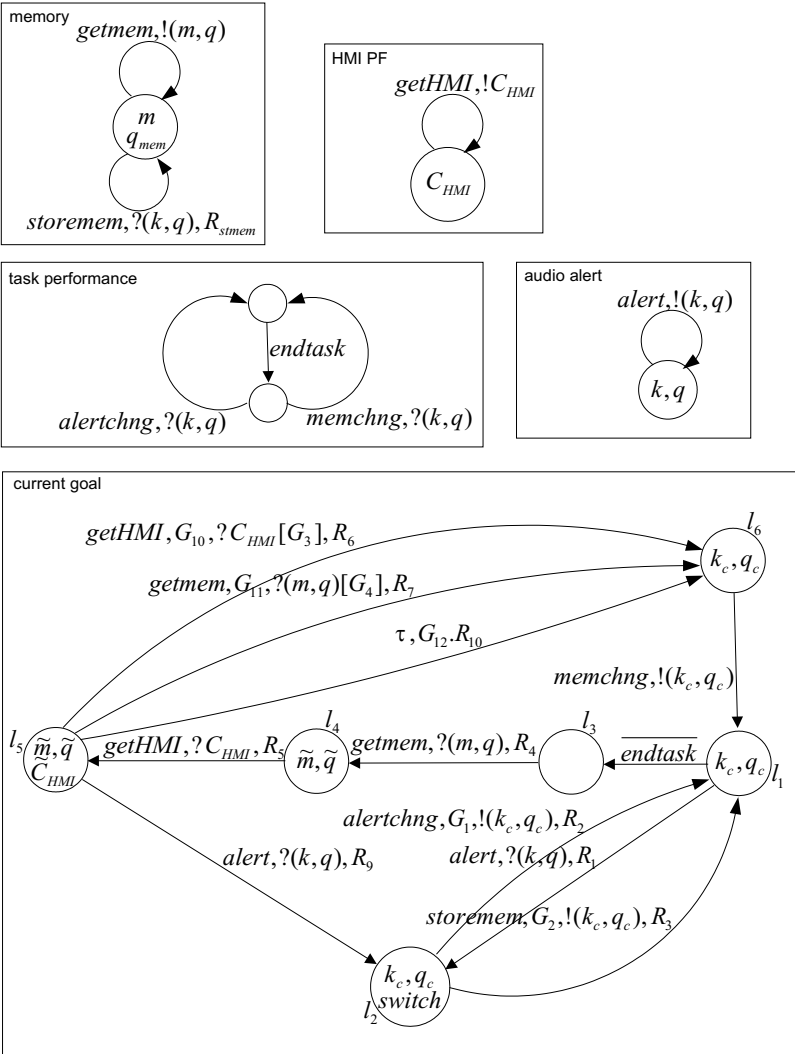 memory
getmem,!(m,q)
m
q_mem
storemem,?(k,q),R_stmem
HMI PF
getHMI,!C_HMI
C_HMI
task performance
endtask
alertchng,?(k,q)
memchng,?(k,q)
audio alert
alert,!(k,q)
k,q
current goal
getHMI,G_10,?C_HMI[G_3],R_6
l_6
k_c,q_c
getmem,G_11,?(m,q)[G_4],R_7
τ,G_12.R_10
memchng,!(k_c,q_c)
l_5
m̃,q̃
C̃_HMI
getHMI,?C_HMI,R_5
l_4
m̃,q̃
getmem,?(m,q),R_4
l_3
e̅n̅d̅t̅a̅s̅k̅
k_c,q_c
l_1
alertchng,G_1,!(k_c,q_c),R_2
alert,?(k,q),R_1
alert,?(k,q),R_9
storemem,G_2,!(k_c,q_c),R_3
k_c,q_c
switch
l_2